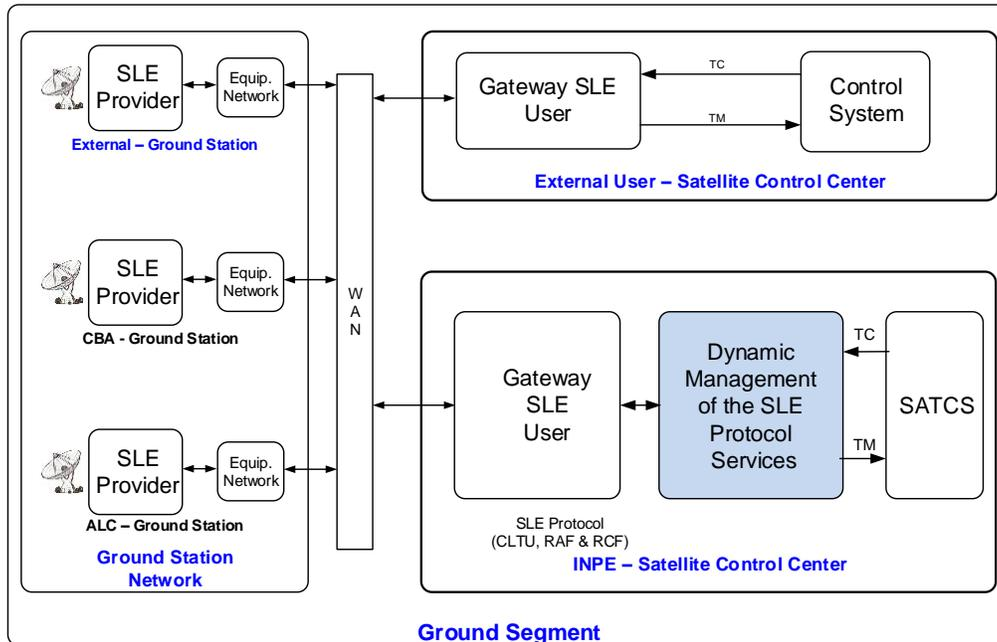 SLE
Provider
Equip.
Network
External – Ground Station
SLE
Provider
Equip.
Network
CBA - Ground Station
SLE
Provider
Equip.
Network
ALC – Ground Station
Ground Station
Network
W
A
N
Gateway SLE
User
TC
TM
Control
System
External User – Satellite Control Center
Gateway
SLE
User
SLE Protocol
(CLTU, RAF & RCF)
Dynamic
Management
of the SLE
Protocol
Services
TC
TM
SATCS
INPE – Satellite Control Center
Ground Segment